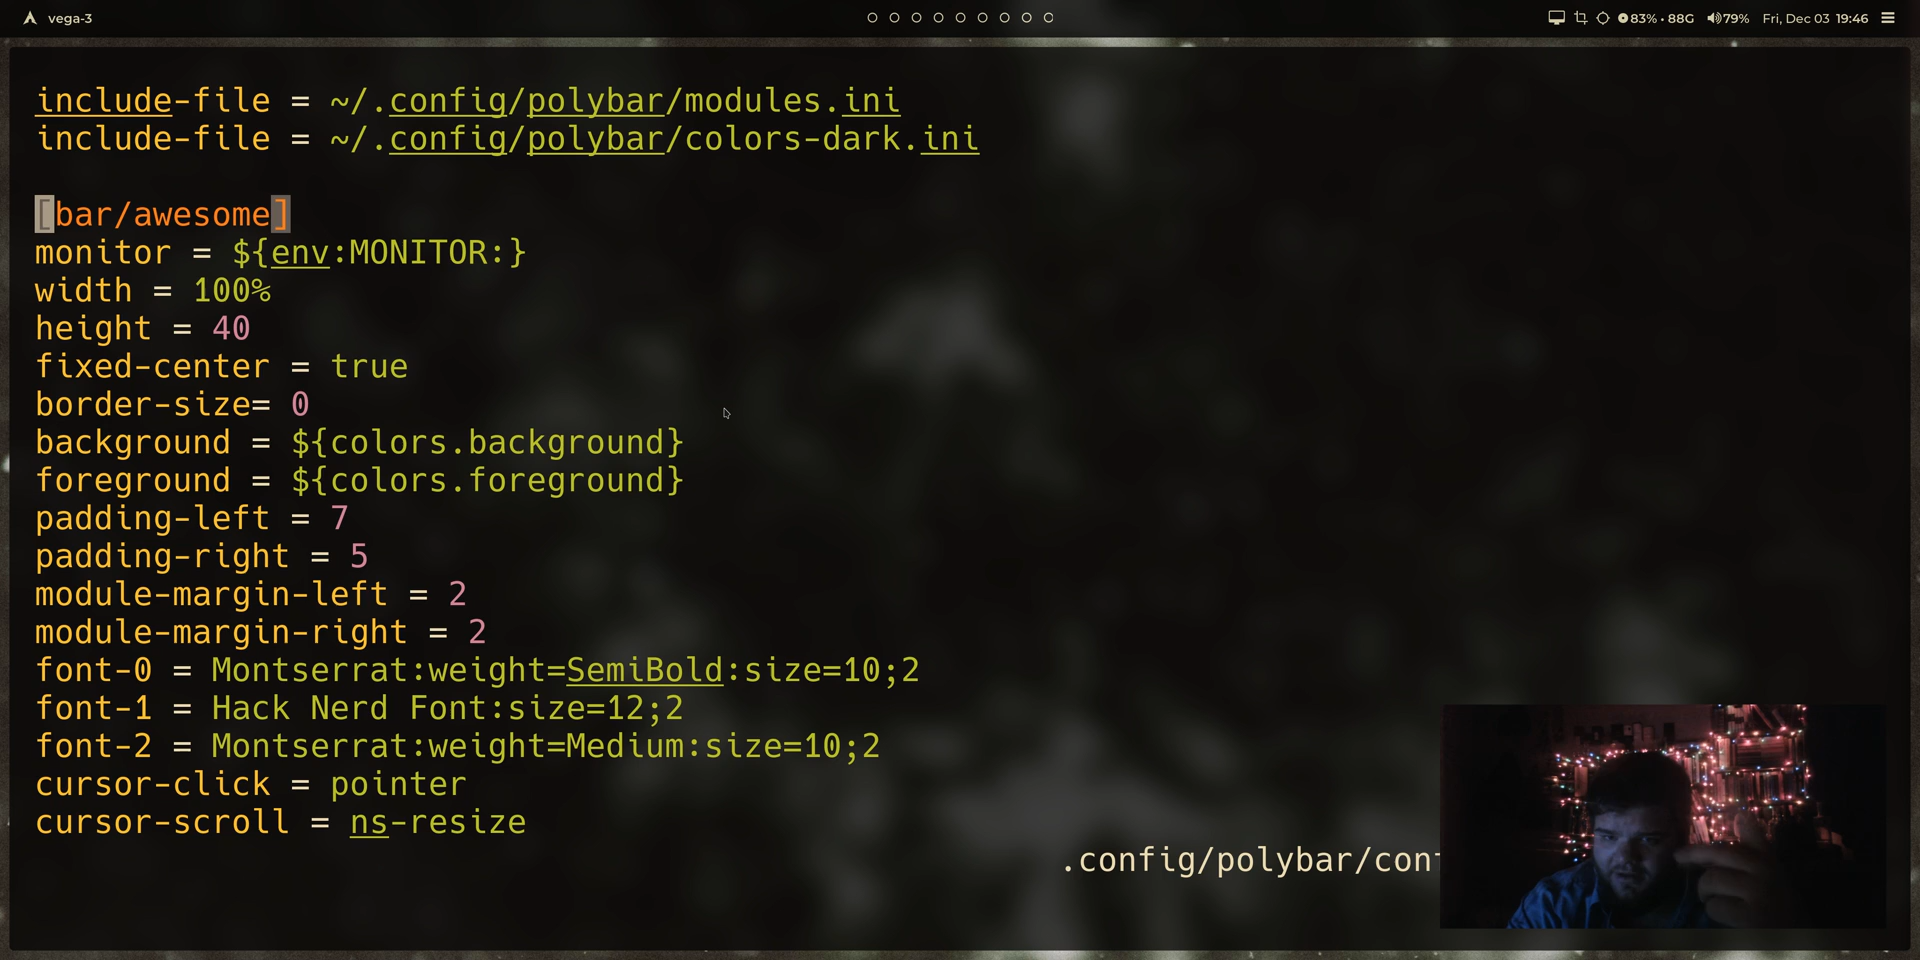 vega-3
83% • 88G 79% Fri, Dec 03 19:46
include-file = ~/.config/polybar/modules.ini
include-file = ~/.config/polybar/colors-dark.ini
[bar/awesome]
monitor = ${env:MONITOR:}
width = 100%
height = 40
fixed-center = true
border-size= 0
background = ${colors.background}
foreground = ${colors.foreground}
padding-left = 7
padding-right = 5
module-margin-left = 2
module-margin-right = 2
font-0 = Montserrat:weight=SemiBold:size=10;2
font-1 = Hack Nerd Font:size=12;2
font-2 = Montserrat:weight=Medium:size=10;2
cursor-click = pointer
cursor-scroll = ns-resize
.config/polybar/con